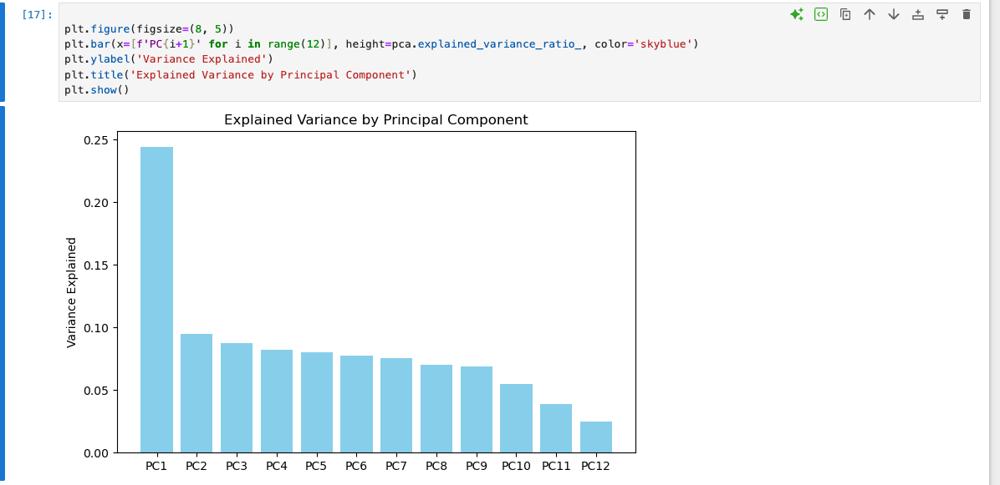 [17]:
plt.figure(figsize=(8, 5))
plt.bar(x=[f'PC{i+1}' for i in range(12)], height=pca.explained_variance_ratio_, color='skyblue')
plt.ylabel('Variance Explained')
plt.title('Explained Variance by Principal Component')
plt.show()
Explained Variance by Principal Component
Variance Explained
0.25
0.20
0.15
0.10
0.05
0.00
PC1 PC2 PC3 PC4 PC5 PC6 PC7 PC8 PC9 PC10 PC11 PC12